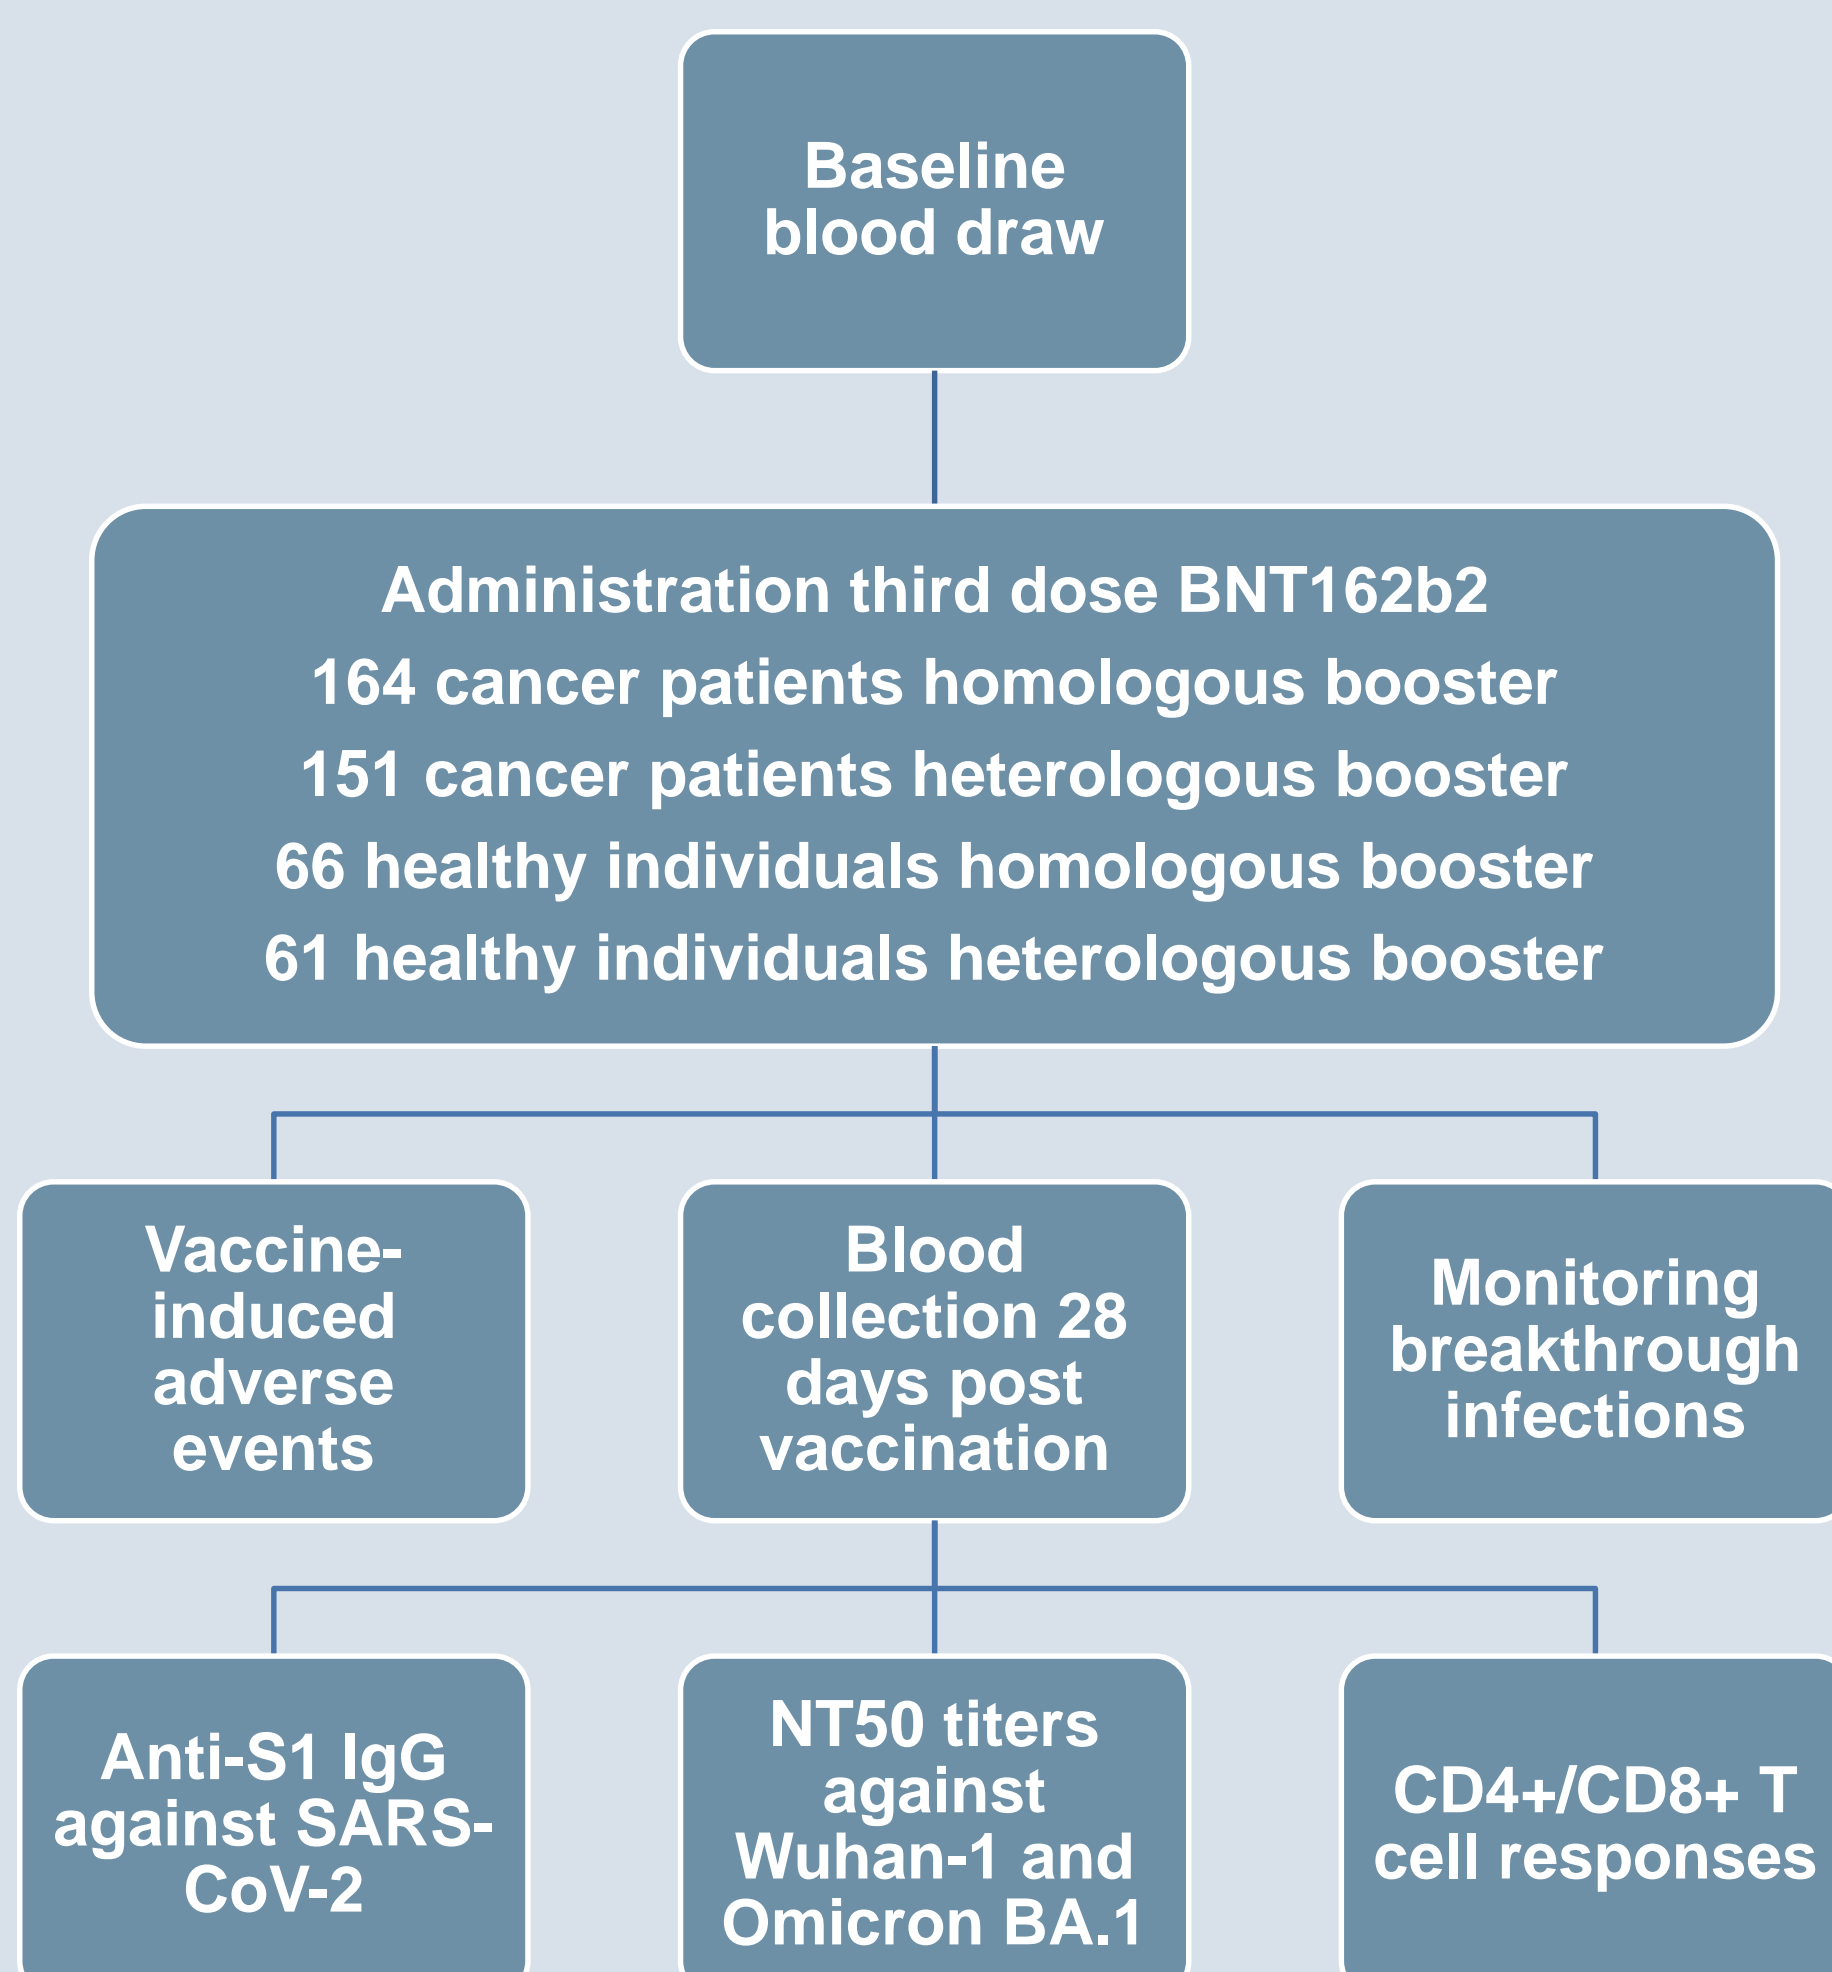 Baseline
blood draw
Administration third dose BNT162b2
164 cancer patients homologous booster
151 cancer patients heterologous booster
66 healthy individuals homologous booster
61 healthy individuals heterologous booster
Vaccine-
induced
adverse
events
Blood
collection 28
days post
vaccination
Monitoring
breakthrough
infections
Anti-S1 IgG
against SARS-
CoV-2
NT50 titers
against
Wuhan-1 and
Omicron BA.1
CD4+/CD8+ T
cell responses